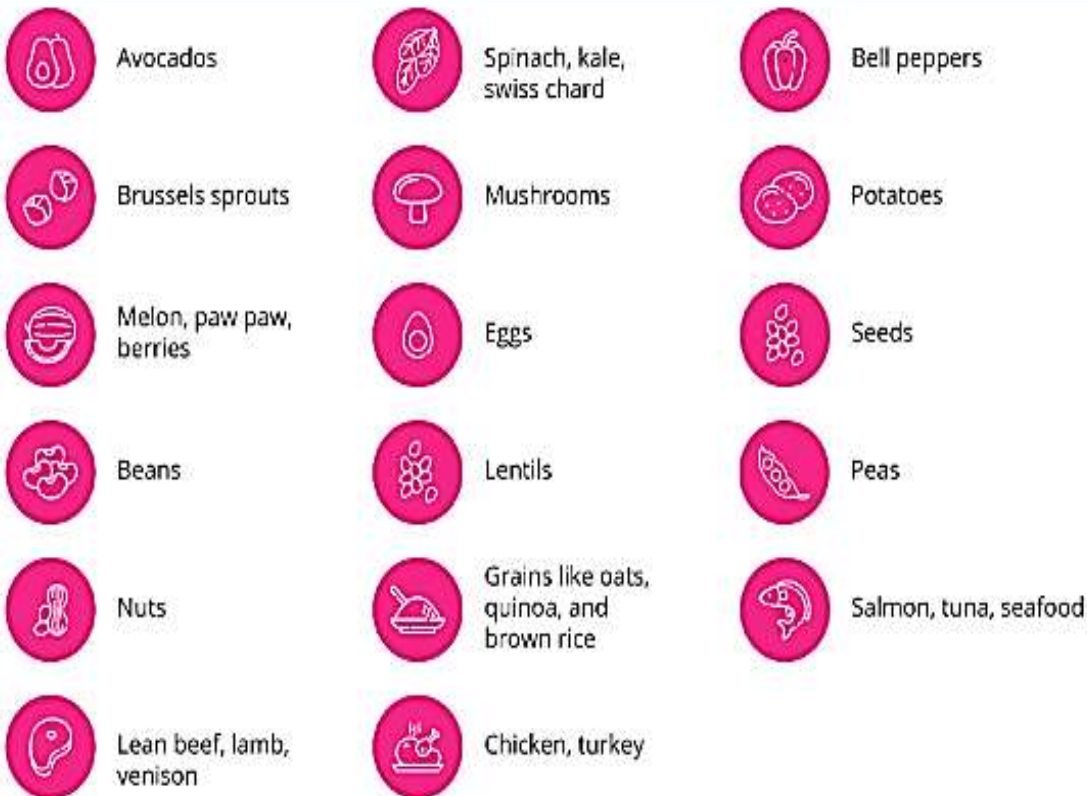 Avocados
Spinach, kale,
swiss chard
Bell peppers
Brussels sprouts
Mushrooms
Potatoes
Melon, paw paw,
berries
Eggs
Seeds
Beans
Lentils
Peas
Nuts
Grains like oats,
quinoa, and
brown rice
Salmon, tuna, seafood
Lean beef, lamb,
venison
Chicken, turkey